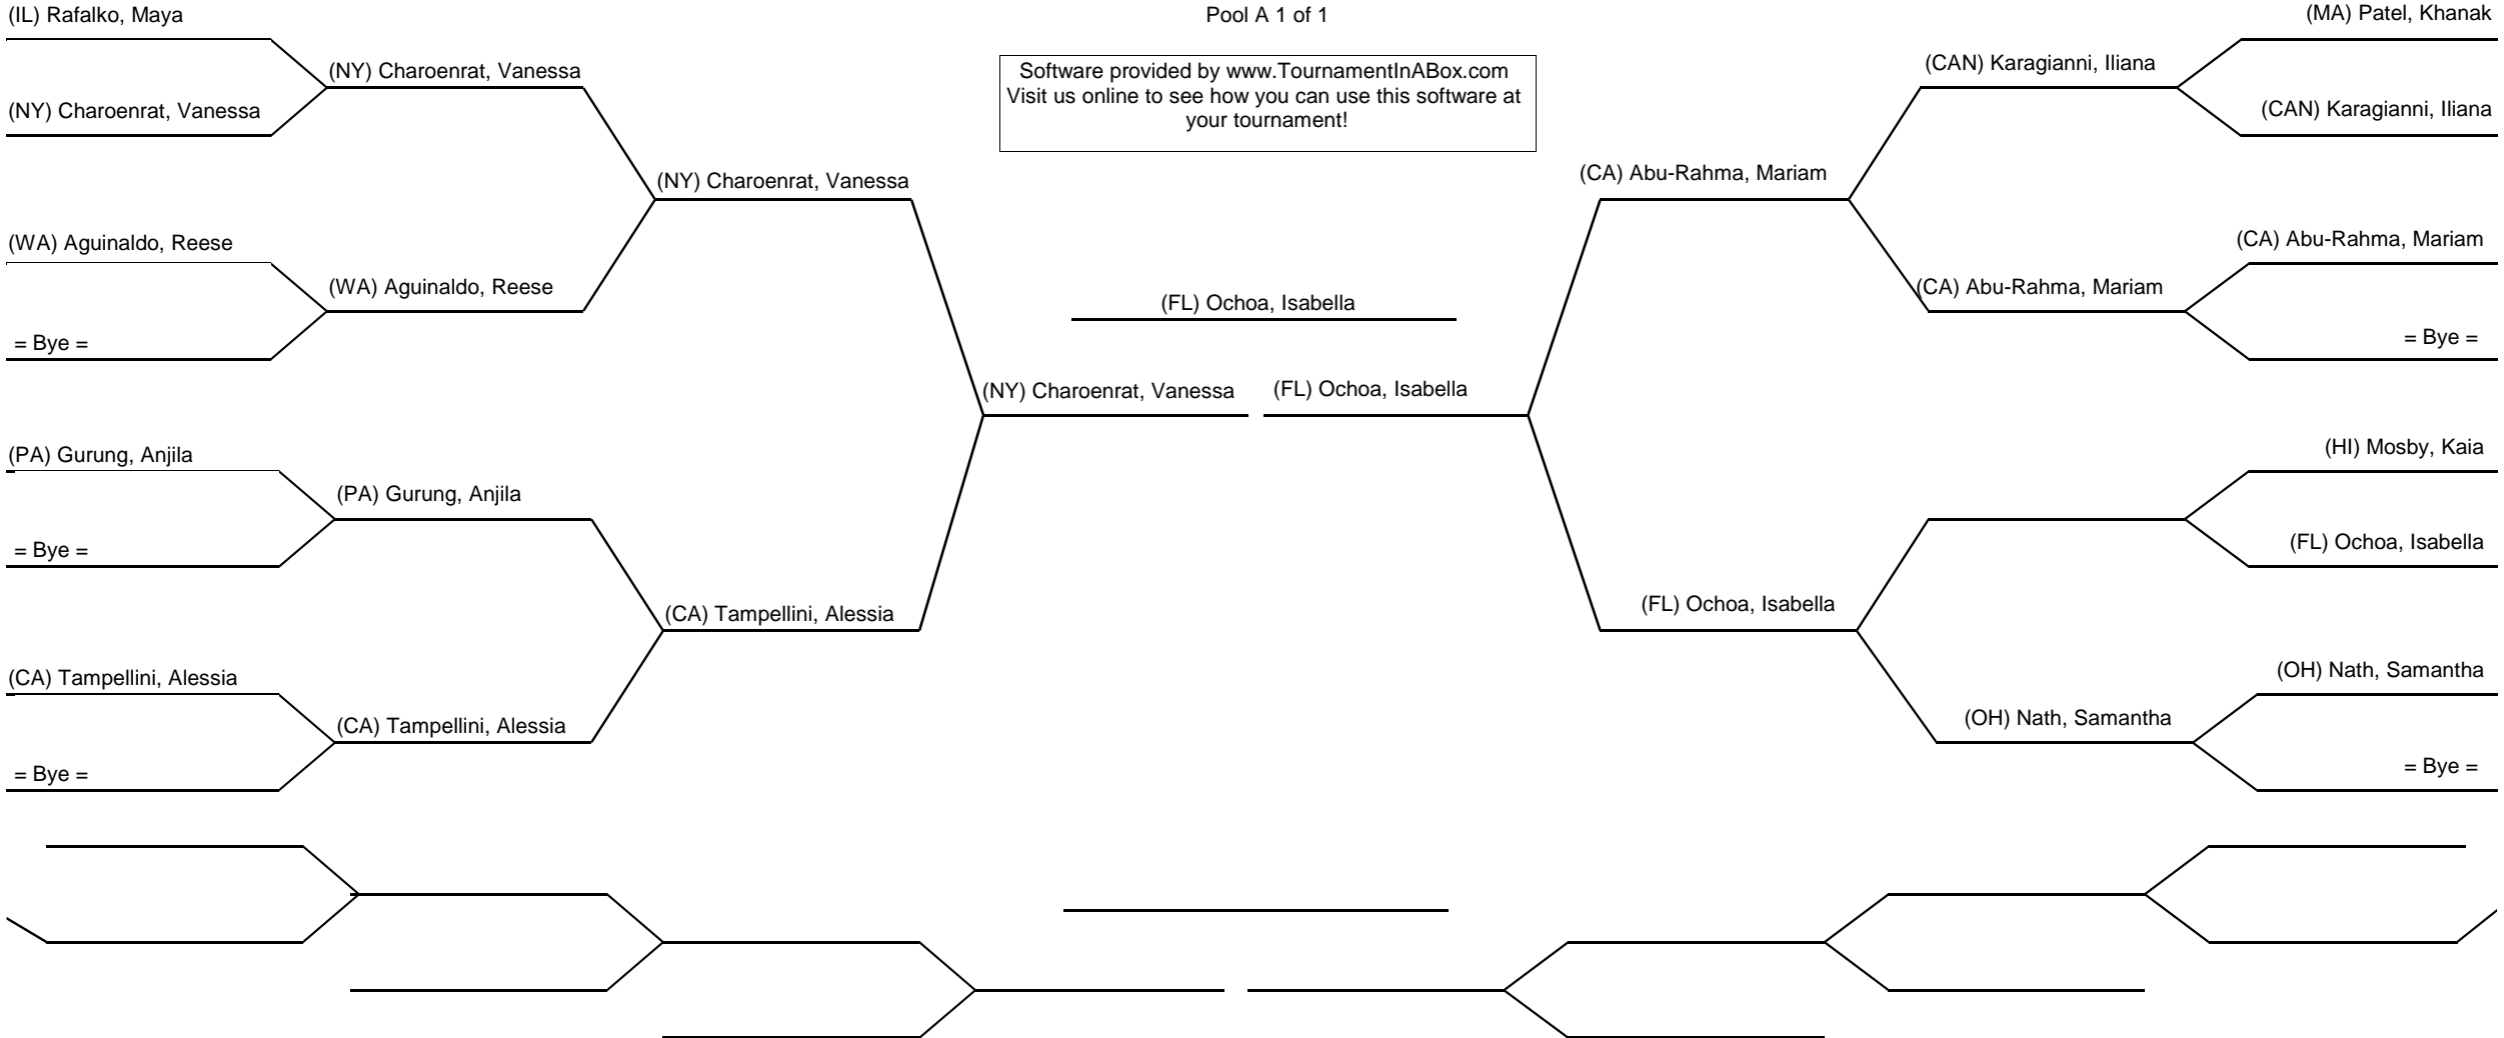 (IL) Rafalko, Maya
Pool A 1 of 1
(MA) Patel, Khanak
(NY) Charoenrat, Vanessa
Software provided by www.TournamentInABox.com
Visit us online to see how you can use this software at
your tournament!
(CAN) Karagianni, Iliana
(NY) Charoenrat, Vanessa
(CAN) Karagianni, Iliana
(NY) Charoenrat, Vanessa
(CA) Abu-Rahma, Mariam
(WA) Aguinaldo, Reese
(CA) Abu-Rahma, Mariam
(WA) Aguinaldo, Reese
(FL) Ochoa, Isabella
(CA) Abu-Rahma, Mariam
= Bye =
= Bye =
(NY) Charoenrat, Vanessa
(FL) Ochoa, Isabella
(PA) Gurung, Anjila
(HI) Mosby, Kaia
(PA) Gurung, Anjila
= Bye =
(FL) Ochoa, Isabella
(CA) Tampellini, Alessia
(FL) Ochoa, Isabella
(CA) Tampellini, Alessia
(OH) Nath, Samantha
(CA) Tampellini, Alessia
(OH) Nath, Samantha
= Bye =
= Bye =